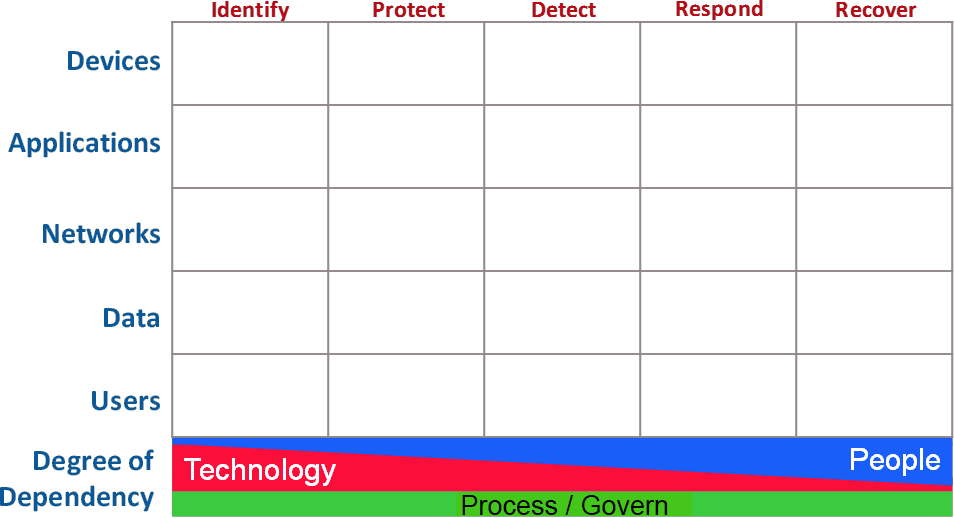 Identify Protect Detect Respond Recover
Devices
Applications
Networks
Data
Users
Degree of
Dependency
Technology
People
Process / Govern